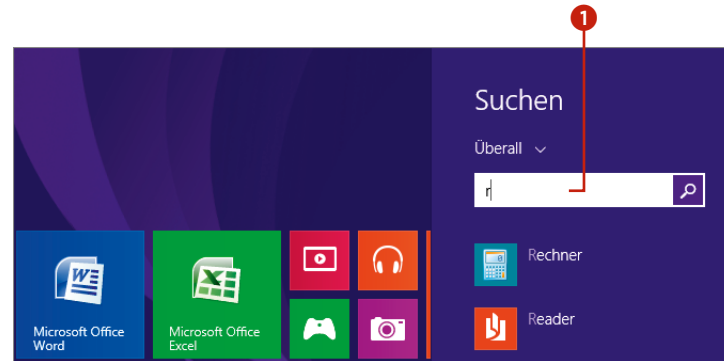 1
Suchen
Überall
r
Rechner
Reader
Microsoft Office
Word
Microsoft Office
Excel